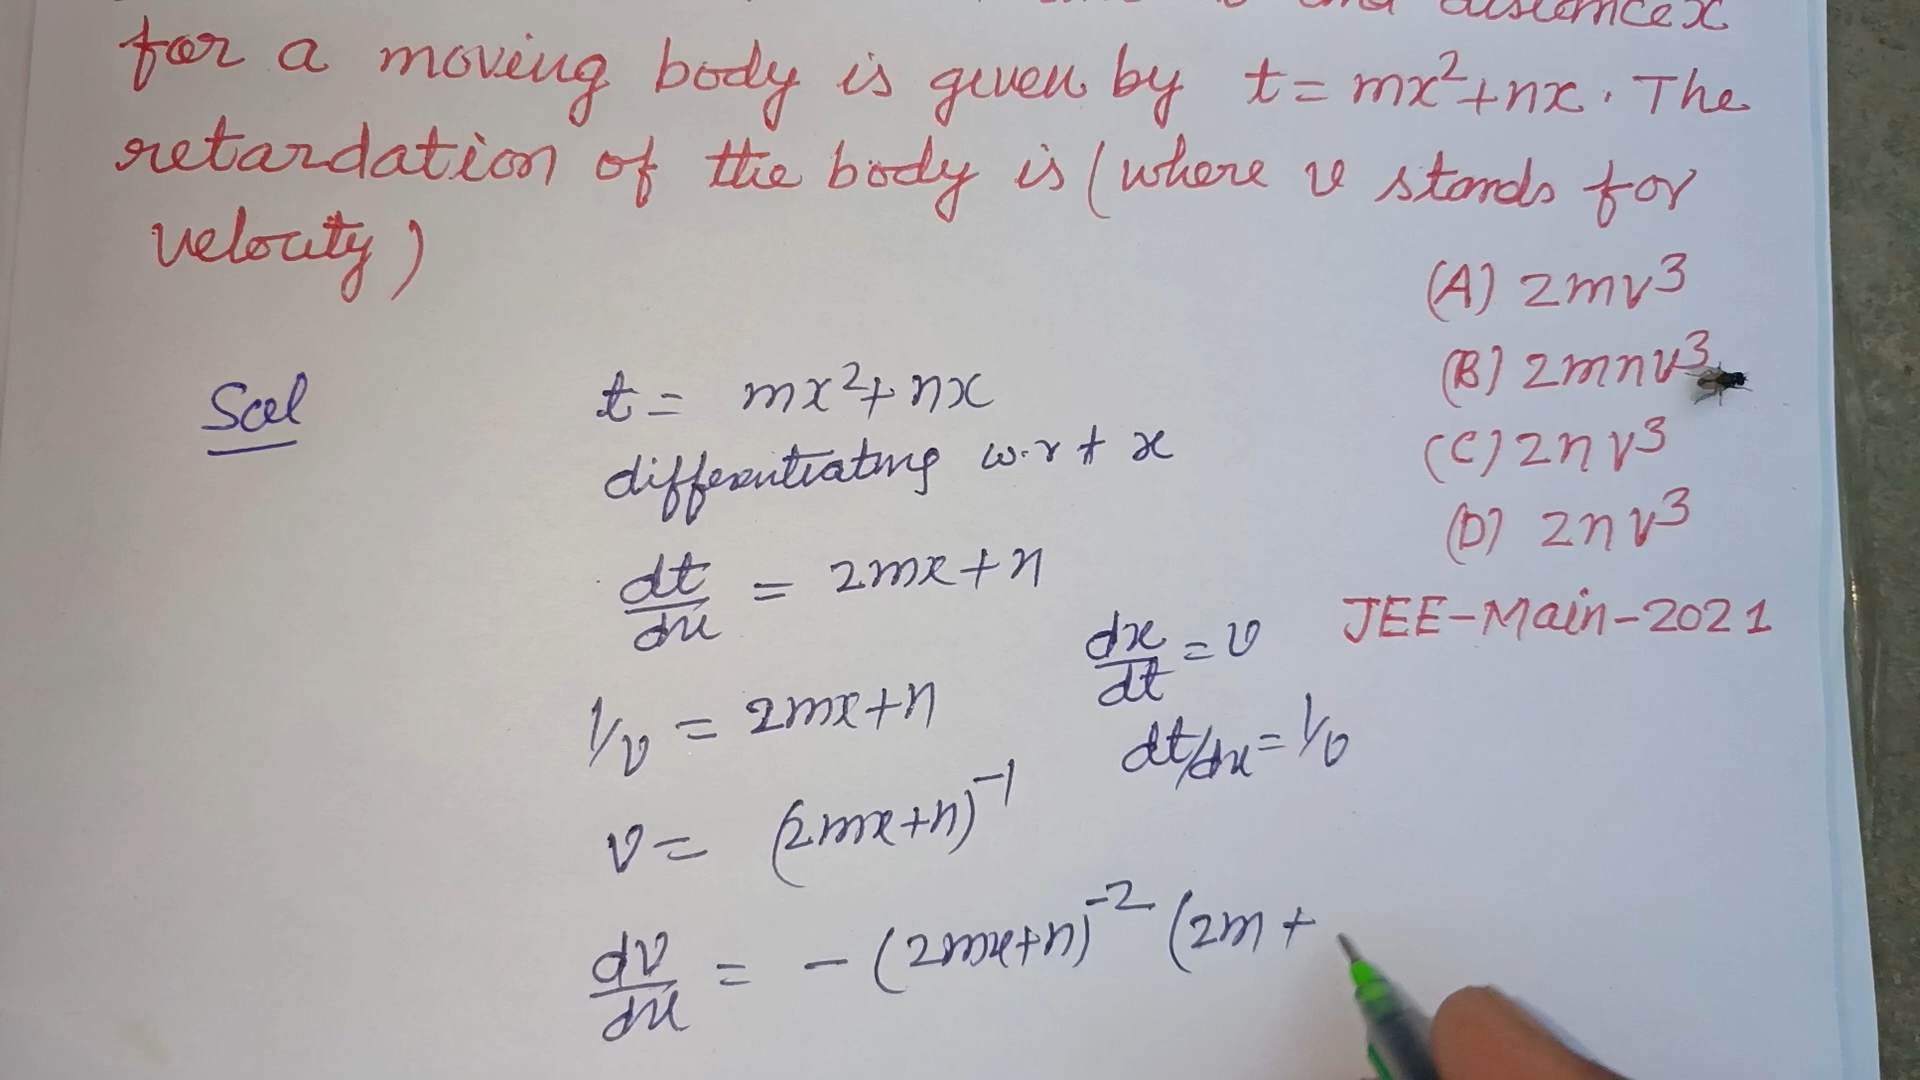 distance x
for a moving body is given by t = mx²+nx. The
retardation of the body is (where v stands for
velocity)
(A) 2mv³
(B) 2mnv³
(C) 2nv³
(D) 2nv³
JEE-Main-2021
Sol
t = mx²+nx
differentiating w.r.t x
dt/dx = 2mx+n
dx/dt = v
1/v = 2mx+n
dt/dx = 1/v
v = (2mx+n)⁻¹
dv/dx = -(2mx+n)⁻² (2m +